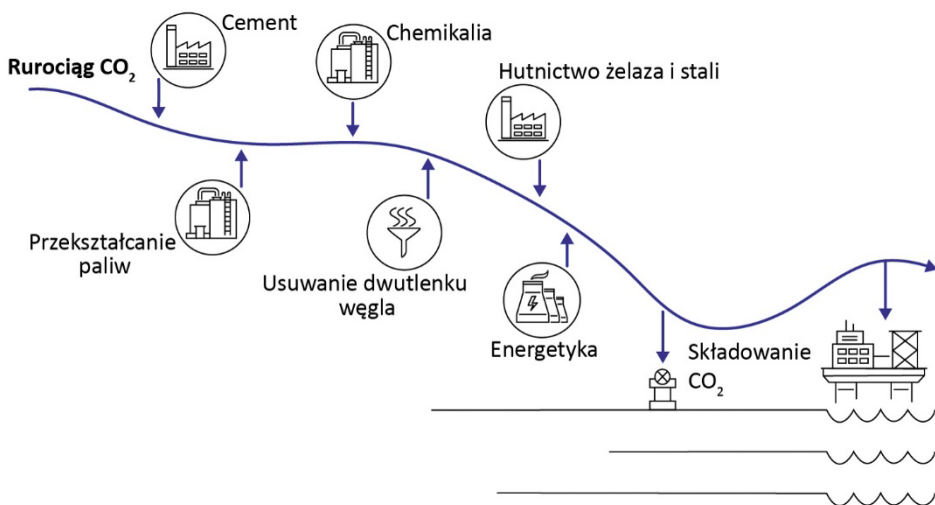 Cement
Chemikalia
Rurociąg CO₂
Hutnictwo żelaza i stali
Przekształcanie
paliw
Usuwanie dwutlenku
węgla
Energetyka
Składowanie
CO₂